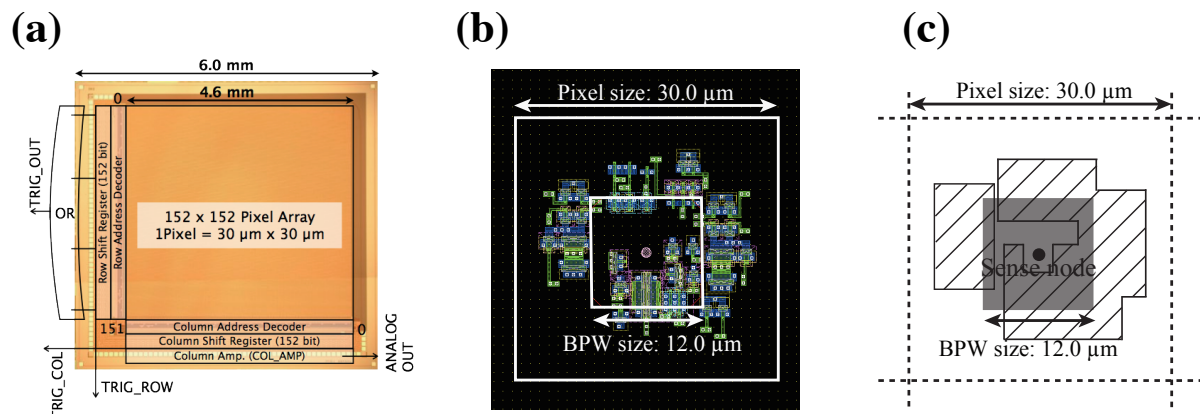 (a)
6.0 mm
4.6 mm
0
TRIG_OUT
OR
Row Shift Register (152 bit)
Row Address Decoder
152 x 152 Pixel Array
1Pixel = 30 µm x 30 µm
151
Column Address Decoder
0
Column Shift Register (152 bit)
Column Amp. (COL_AMP)
ANALOG
OUT
TRIG_COL
TRIG_ROW
(b)
Pixel size: 30.0 µm
BPW size: 12.0 µm
(c)
Pixel size: 30.0 µm
Sense node
BPW size: 12.0 µm